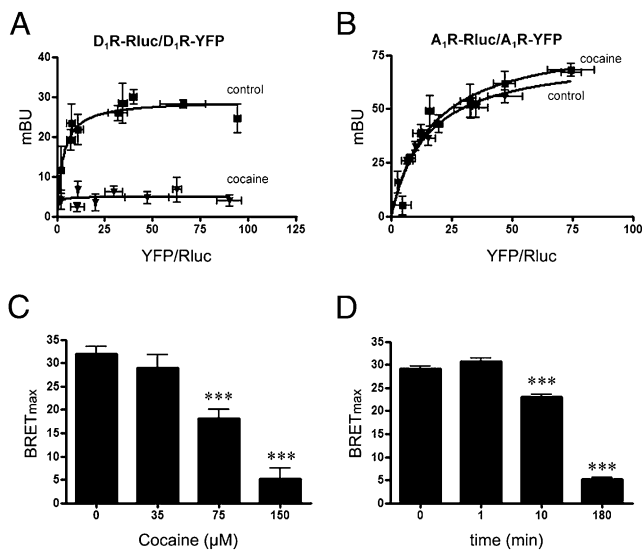 A
D1R-Rluc/D1R-YFP
mBU
40
30
20
10
0
0 25 50 75 100 125
control
cocaine
YFP/Rluc
B
A1R-Rluc/A1R-YFP
mBU
75
50
25
0
0 25 50 75 100
cocaine
control
YFP/Rluc
C
BRETmax
35
30
25
20
15
10
5
0
***
***
0 35 75 150
Cocaine (µM)
D
BRETmax
35
30
25
20
15
10
5
0
***
***
0 1 10 180
time (min)